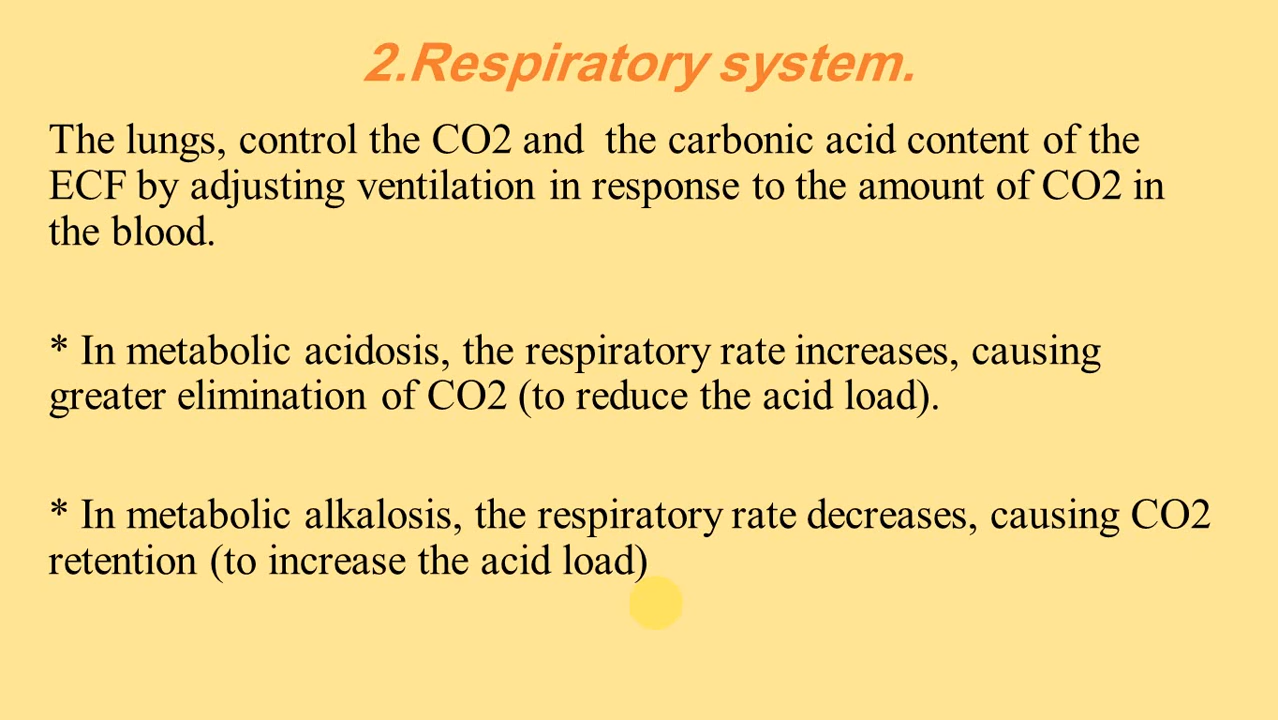 2.Respiratory system.
The lungs, control the CO2 and  the carbonic acid content of the
ECF by adjusting ventilation in response to the amount of CO2 in
the blood.
* In metabolic acidosis, the respiratory rate increases, causing
greater elimination of CO2 (to reduce the acid load).
* In metabolic alkalosis, the respiratory rate decreases, causing CO2
retention (to increase the acid load)